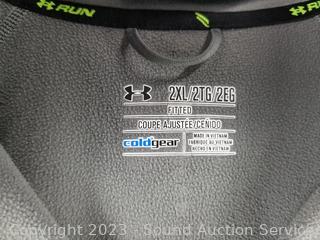 RUN
RUN
2XL/2TG/2EG
FITTED
COUPE AJUSTÉE/CEÑIDO
coldgear
MADE IN VIETNAM
FABRIQUÉ AU VIETNAM
HECHO EN VIETNAM
Copyright 2023 - Sound Auction Services